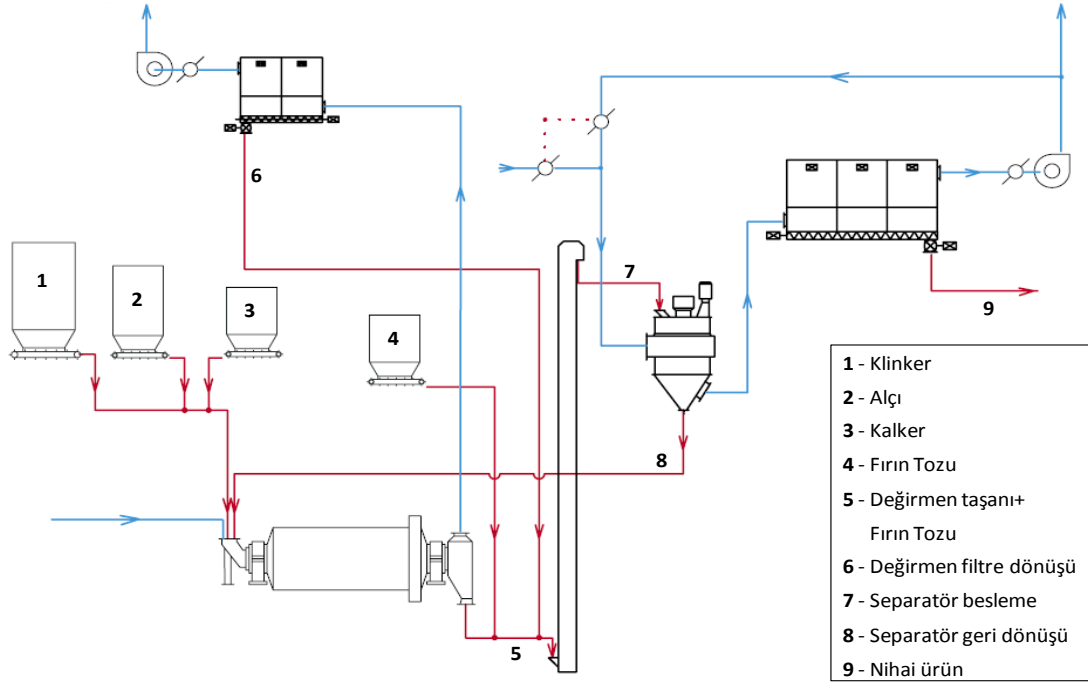 6
7
9
1
2
3
4
8
5
1 - Klinker
2 - Alçı
3 - Kalker
4 - Fırın Tozu
5 - Değirmen taşanı+
Fırın Tozu
6 - Değirmen filtre dönüşü
7 - Separatör besleme
8 - Separatör geri dönüşü
9 - Nihai ürün